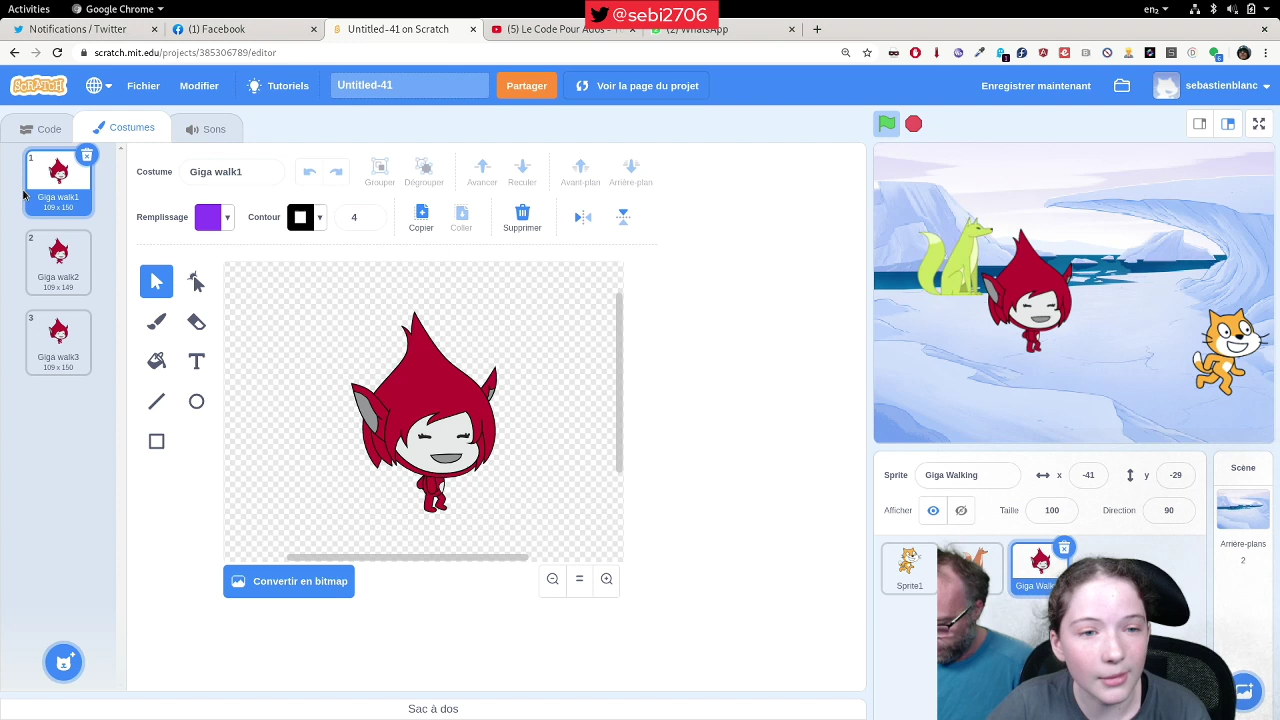 Activities
Google Chrome
@sebi2706
en2
Notifications / Twitter
(1) Facebook
Untitled-41 on Scratch
(5) Le Code Pour Ados -
(2) WhatsApp
scratch.mit.edu/projects/385306789/editor
SCRATCH
Fichier
Modifier
Tutoriels
Untitled-41
Partager
Voir la page du projet
Enregistrer maintenant
sebastienblanc
Code
Costumes
Sons
1
Giga walk1
109 x 150
2
Giga walk2
109 x 149
3
Giga walk3
109 x 150
Costume
Giga walk1
Grouper
Dégrouper
Avancer
Reculer
Avant-plan
Arrière-plan
Remplissage
Contour
4
Copier
Coller
Supprimer
T
Convertir en bitmap
Sac à dos
Sprite
Giga Walking
x
-41
y
-29
Afficher
Taille
100
Direction
90
Sprite1
Giga
Scène
Arrière-plans
2